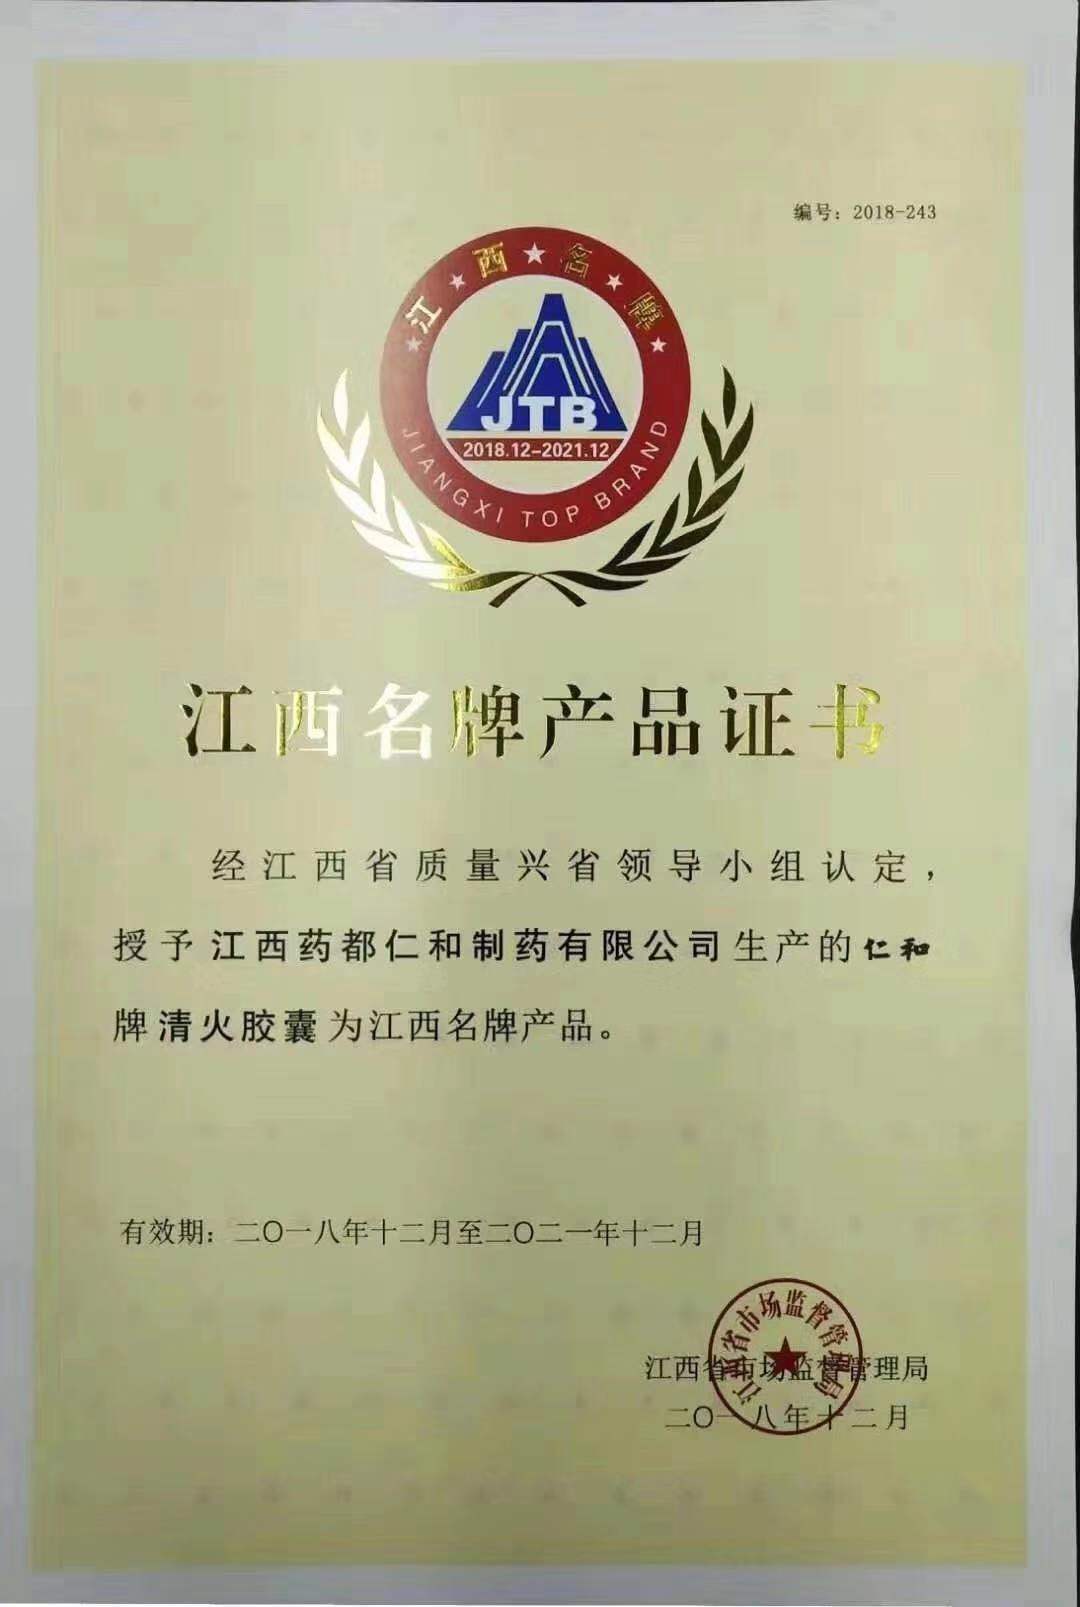 编号：2018-243
江西名牌
JTB
2018.12-2021.12
JIANGXI TOP BRAND
江西名牌产品证书
经江西省质量兴省领导小组认定，
授予江西药都仁和制药有限公司生产的仁和
牌清火胶囊为江西名牌产品。
有效期：二〇一八年十二月至二〇二一年十二月
江西省市场监督管理局
江西省市场监督管理局
二〇一八年十二月